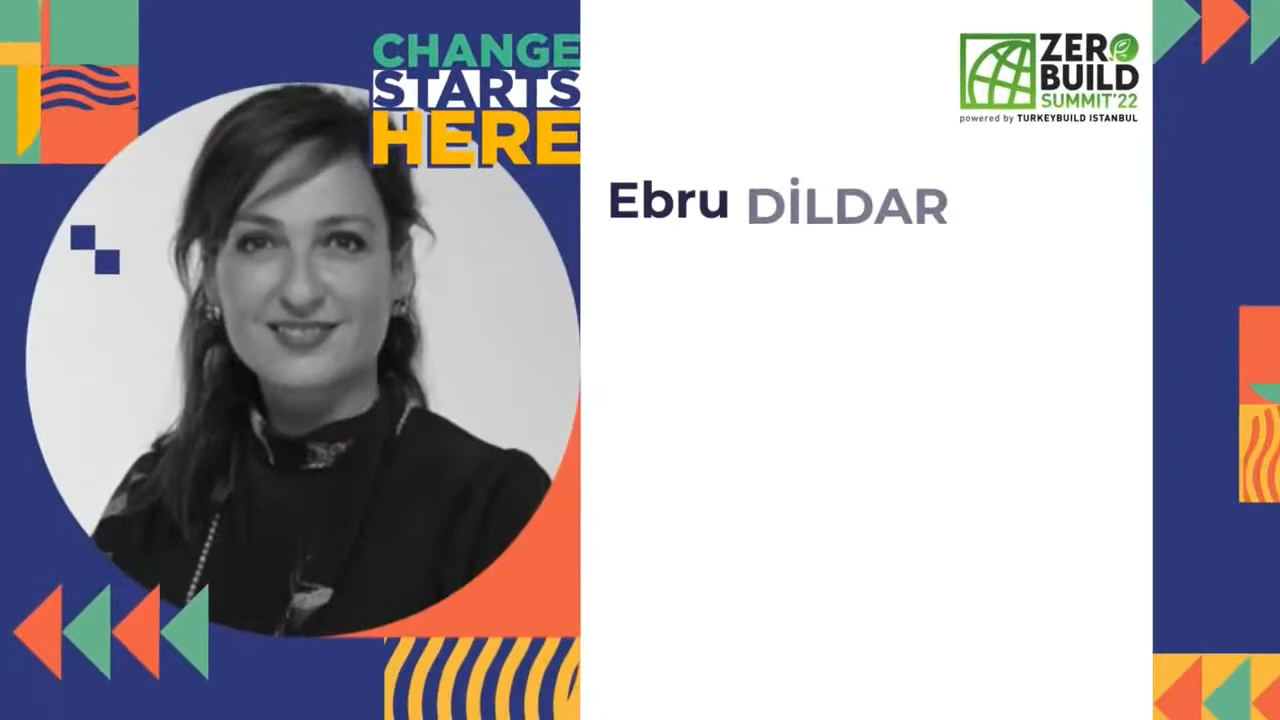 CHANGE
STARTS
HERE
ZERO
BUILD
SUMMIT'22
powered by TURKEYBUILD ISTANBUL
Ebru DİLDAR